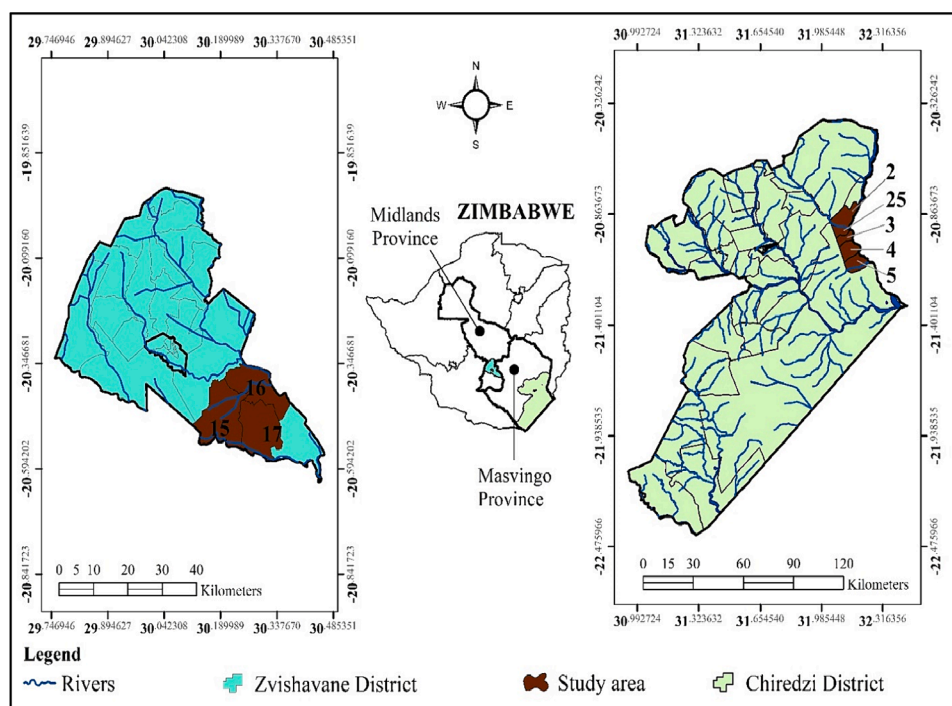 29.746946 29.894627 30.042308 30.189989 30.337670 30.485351
30.992724 31.323632 31.654540 31.985448 32.316356
N
W E
S
-19.851639 -19.851639
-20.099160 -20.099160
-20.346681 -20.346681
-20.594202 -20.594202
-20.841723 -20.841723
16
15
17
0 5 10 20 30 40
Kilometers
29.746946 29.894627 30.042308 30.189989 30.337670 30.485351
ZIMBABWE
Midlands
Province
Masvingo
Province
-20.326242 -20.326242
-20.863673 -20.863673
-21.401104 -21.401104
-21.938535 -21.938535
-22.475966 -22.475966
2
25
3
4
5
0 15 30 60 90 120
Kilometers
30.992724 31.323632 31.654540 31.985448 32.316356
Legend
Rivers
Zvishavane District
Study area
Chiredzi District